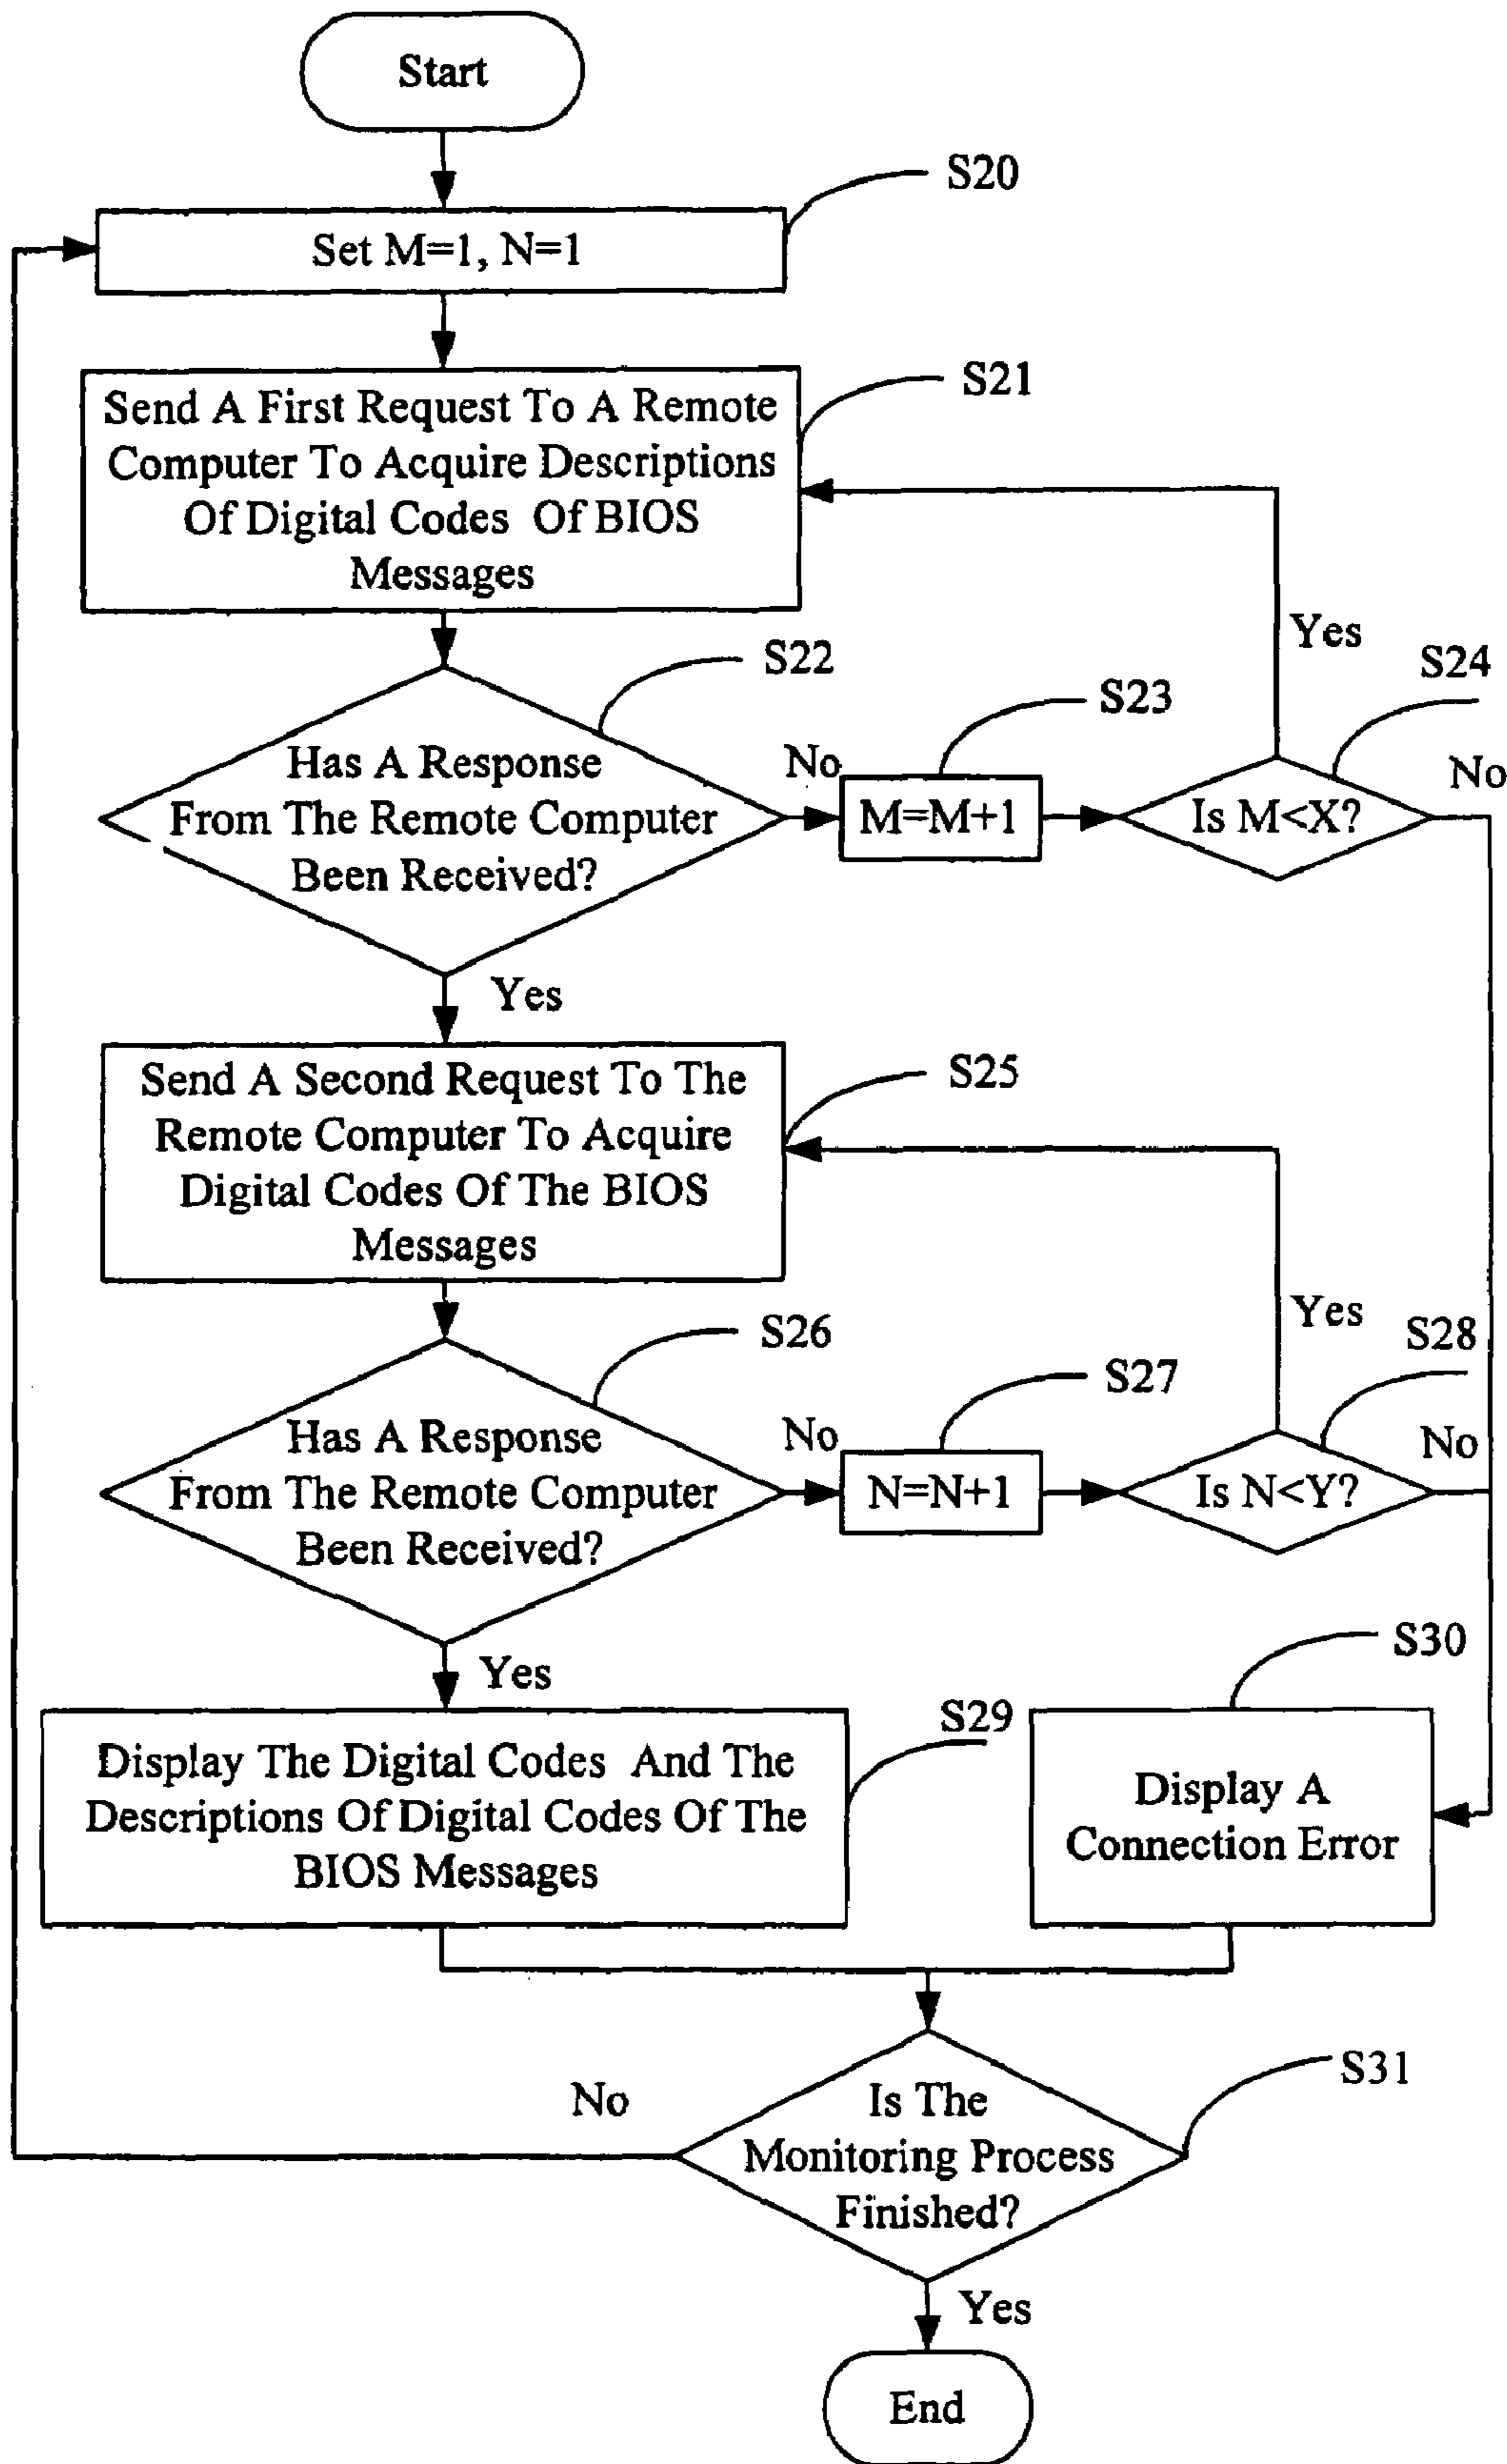 Start
S20
Set M=1, N=1
S21
Send A First Request To A Remote
Computer To Acquire Descriptions
Of Digital Codes Of BIOS
Messages
Yes
S22
S23
S24
Has A Response
From The Remote Computer
Been Received?
No
M=M+1
Is M<X?
No
Yes
S25
Send A Second Request To The
Remote Computer To Acquire
Digital Codes Of The BIOS
Messages
Yes
S26
S27
S28
Has A Response
From The Remote Computer
Been Received?
No
N=N+1
Is N<Y?
No
Yes
S29
S30
Display The Digital Codes And The
Descriptions Of Digital Codes Of The
BIOS Messages
Display A
Connection Error
No
S31
Is The
Monitoring Process
Finished?
Yes
End